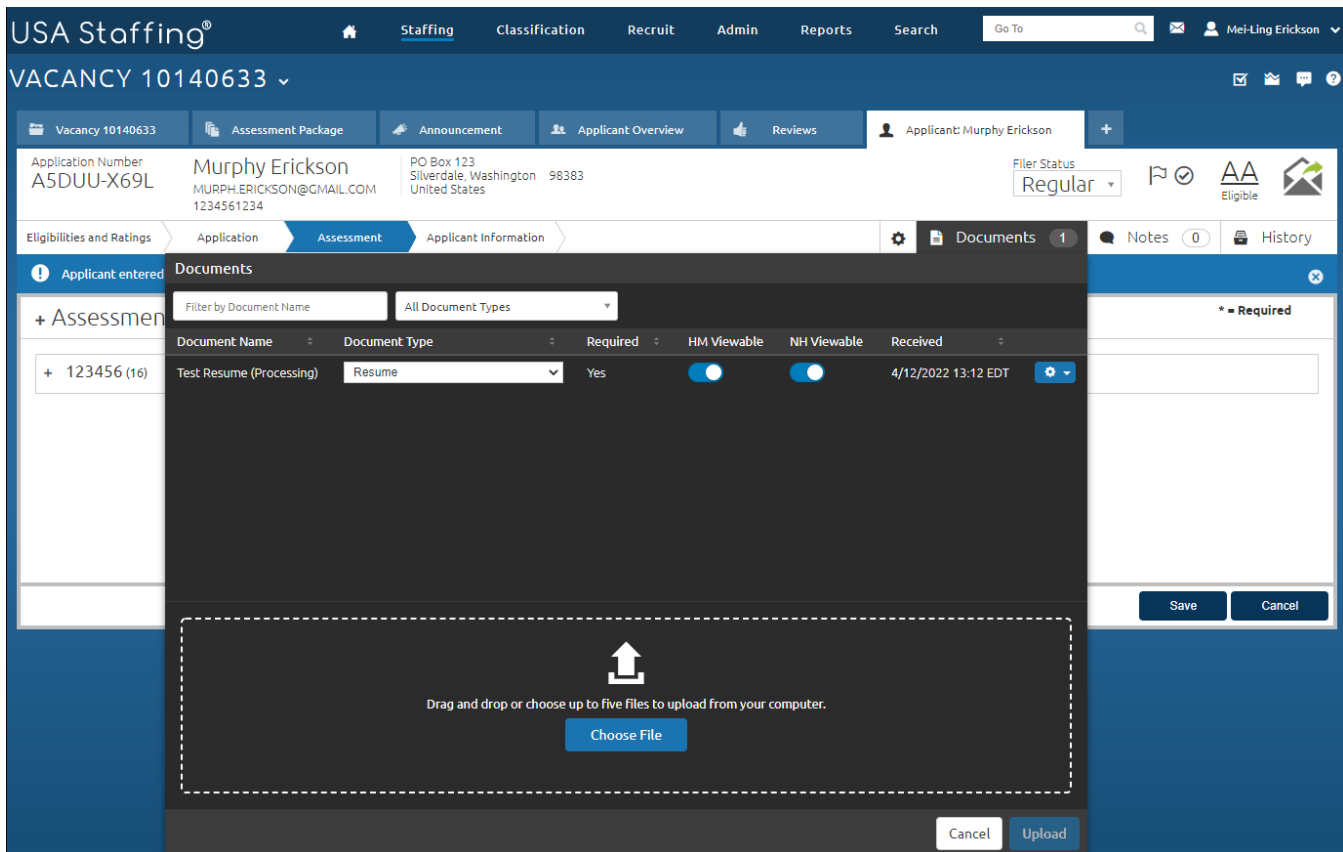 USA Staffing®
Staffing Classification Recruit Admin Reports Search Go To Mei-Ling Erickson
VACANCY 10140633
Vacancy 10140633 Assessment Package Announcement Applicant Overview Reviews Applicant: Murphy Erickson +
Application Number
A5DUU-X69L
Murphy Erickson
MURPH.ERICKSON@GMAIL.COM
1234561234
PO Box 123
Silverdale, Washington 98383
United States
Filer Status
Regular
AA
Eligible
Eligibilities and Ratings Application Assessment Applicant Information Documents 1 Notes 0 History
Applicant entered
Documents
Filter by Document Name All Document Types
+ Assessmen
* = Required
Document Name Document Type Required HM Viewable NH Viewable Received
+ 123456 (16)
Test Resume (Processing) Resume Yes 4/12/2022 13:12 EDT
Save Cancel
Drag and drop or choose up to five files to upload from your computer.
Choose File
Cancel Upload